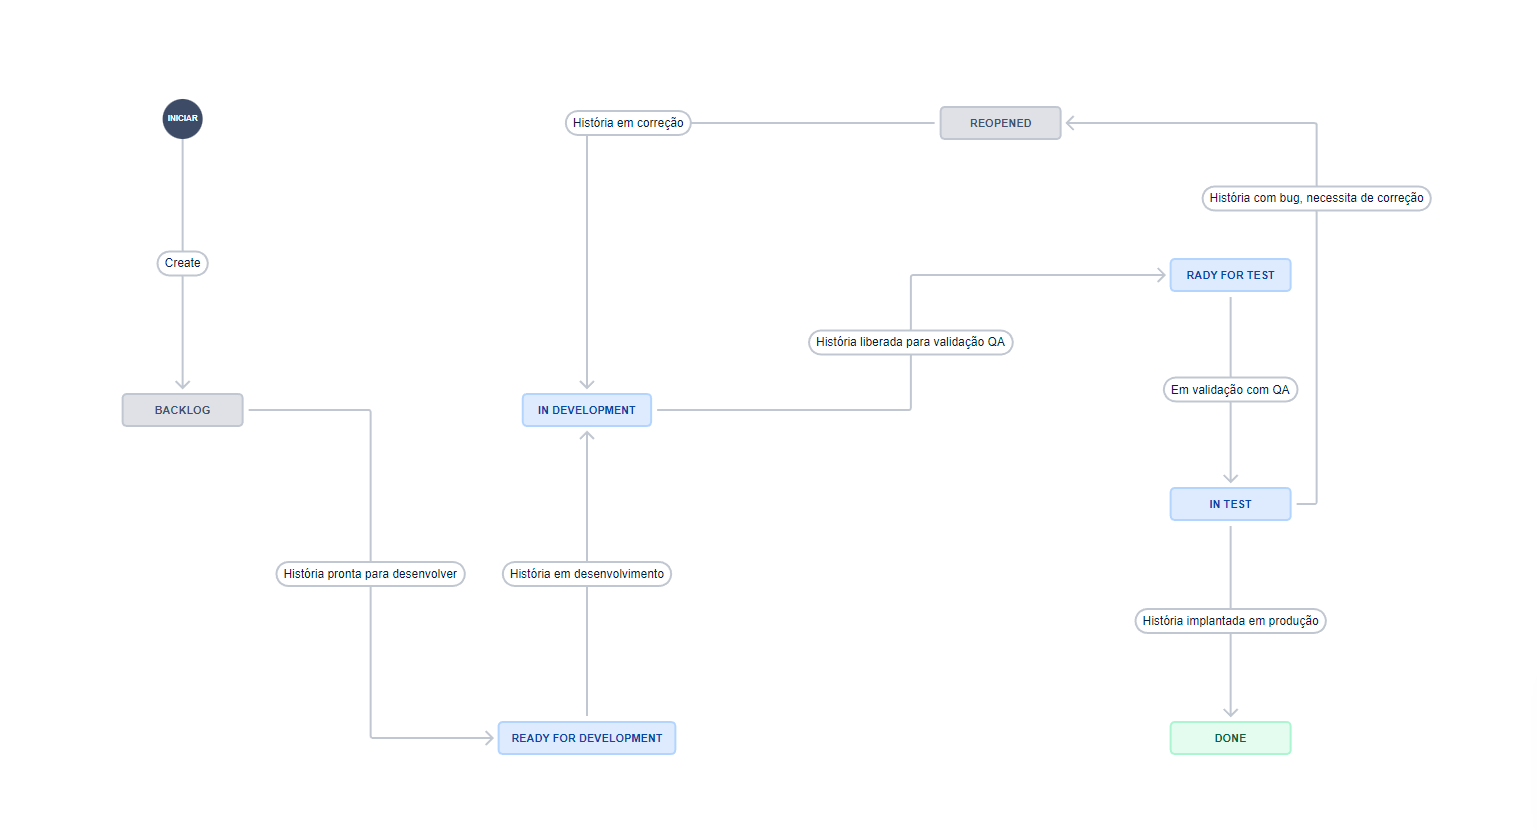 INICIAR
História em correção
REOPENED
História com bug, necessita de correção
Create
RADY FOR TEST
História liberada para validação QA
Em validação com QA
BACKLOG
IN DEVELOPMENT
IN TEST
História pronta para desenvolver
História em desenvolvimento
História implantada em produção
READY FOR DEVELOPMENT
DONE